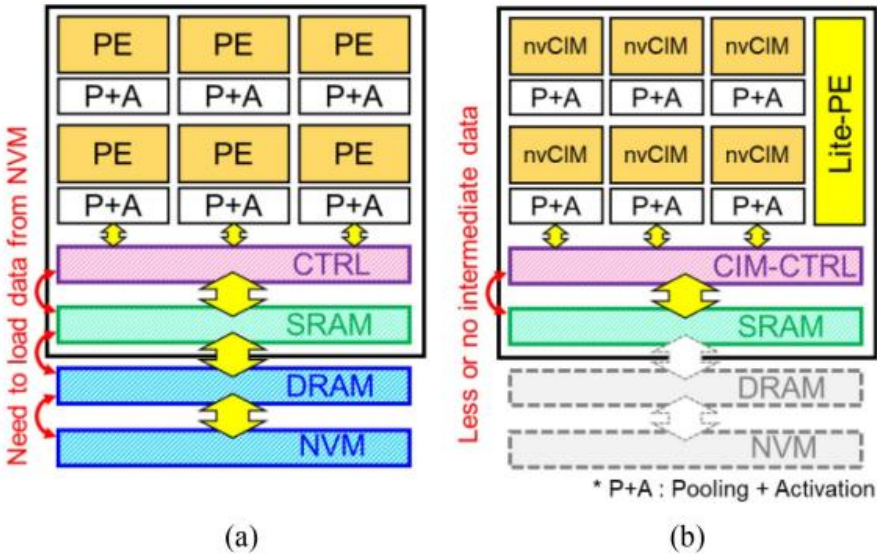 PE PE PE
P+A P+A P+A
PE PE PE
P+A P+A P+A
CTRL
SRAM
DRAM
NVM
Need to load data from NVM
(a)
nvCIM nvCIM nvCIM
P+A P+A P+A
nvCIM nvCIM nvCIM
P+A P+A P+A
Lite-PE
CIM-CTRL
SRAM
DRAM
NVM
Less or no intermediate data
* P+A : Pooling + Activation
(b)